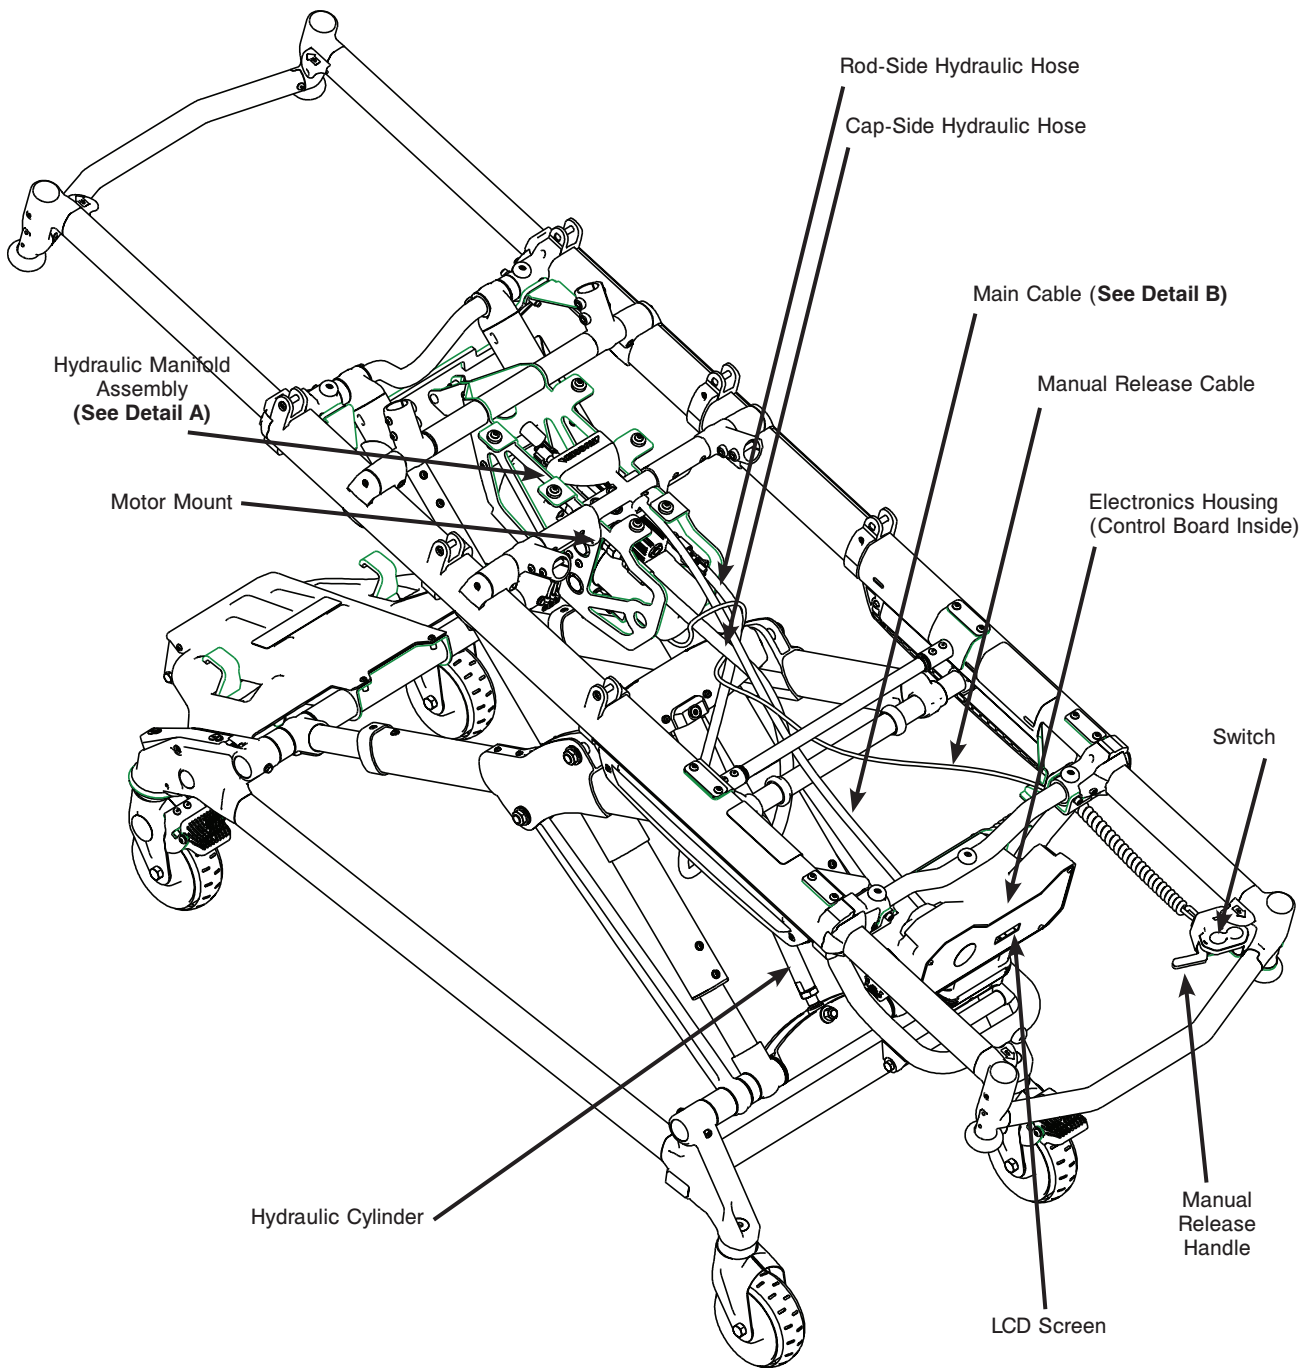 Rod-Side Hydraulic Hose
Cap-Side Hydraulic Hose
Main Cable (See Detail B)
Hydraulic Manifold
Assembly
(See Detail A)
Manual Release Cable
Motor Mount
Electronics Housing
(Control Board Inside)
Switch
Hydraulic Cylinder
Manual
Release
Handle
LCD Screen